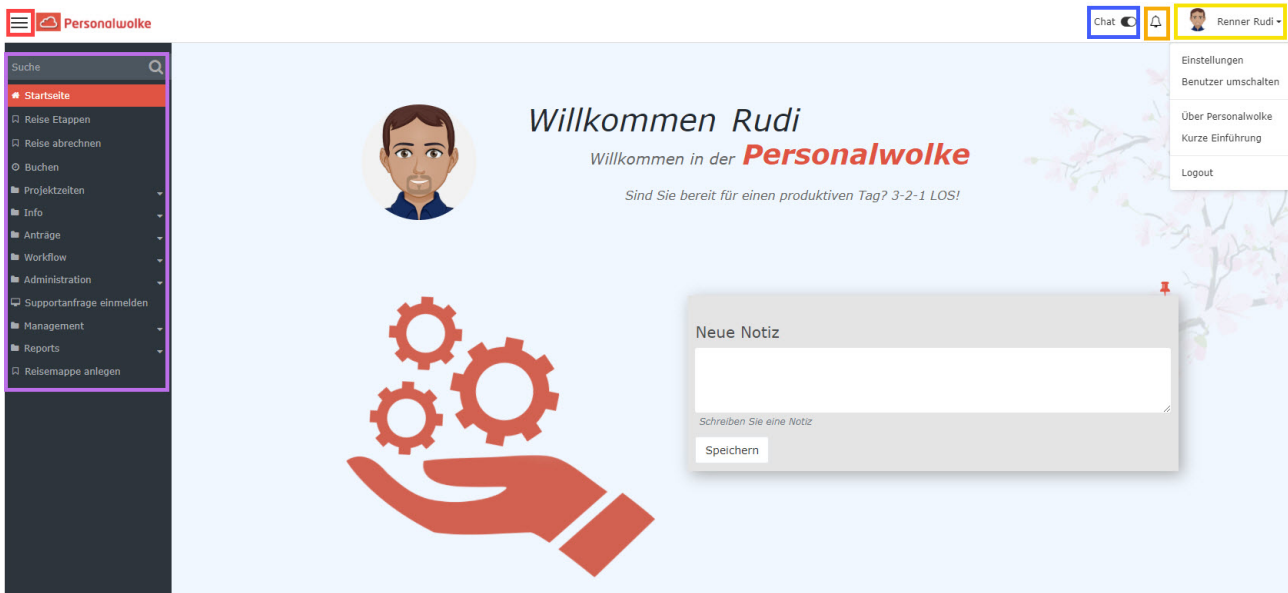 Personalwolke
Chat
Renner Rudi
Suche
Startseite
Reise Etappen
Reise abrechnen
Buchen
Projektzeiten
Info
Anträge
Workflow
Administration
Supportanfrage einmelden
Management
Reports
Reisemappe anlegen
Einstellungen
Benutzer umschalten
Über Personalwolke
Kurze Einführung
Logout
Willkommen Rudi
Willkommen in der Personalwolke
Sind Sie bereit für einen produktiven Tag? 3-2-1 LOS!
Neue Notiz
Schreiben Sie eine Notiz
Speichern